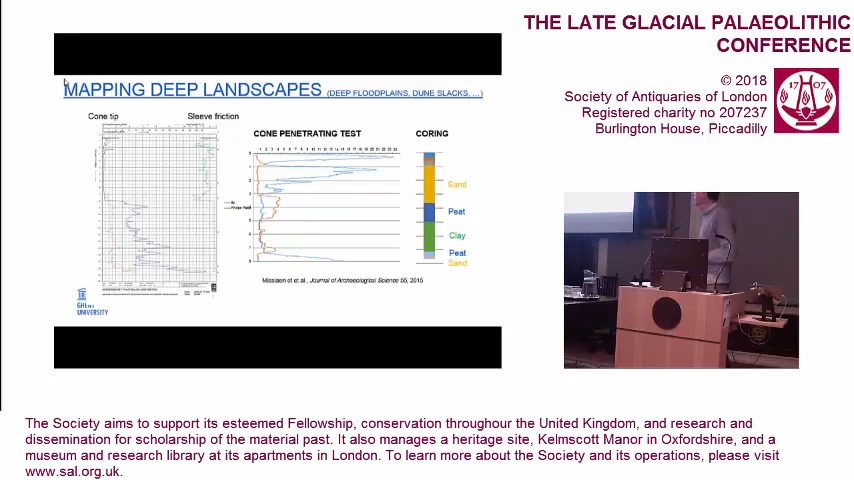 THE LATE GLACIAL PALAEOLITHIC
CONFERENCE
© 2018
Society of Antiquaries of London
Registered charity no 207237
Burlington House, Piccadilly
17 07
MAPPING DEEP LANDSCAPES (DEEP FLOODPLAINS, DUNE SLACKS, ...)
Cone tip
Sleeve friction
CONE PENETRATING TEST
CORING
Sand
Peat
Clay
Peat
Sand
Missiaen et al., Journal of Archaeological Science 55, 2015
GHENT
UNIVERSITY
The Society aims to support its esteemed Fellowship, conservation throughour the United Kingdom, and research and
dissemination for scholarship of the material past. It also manages a heritage site, Kelmscott Manor in Oxfordshire, and a
museum and research library at its apartments in London. To learn more about the Society and its operations, please visit
www.sal.org.uk.